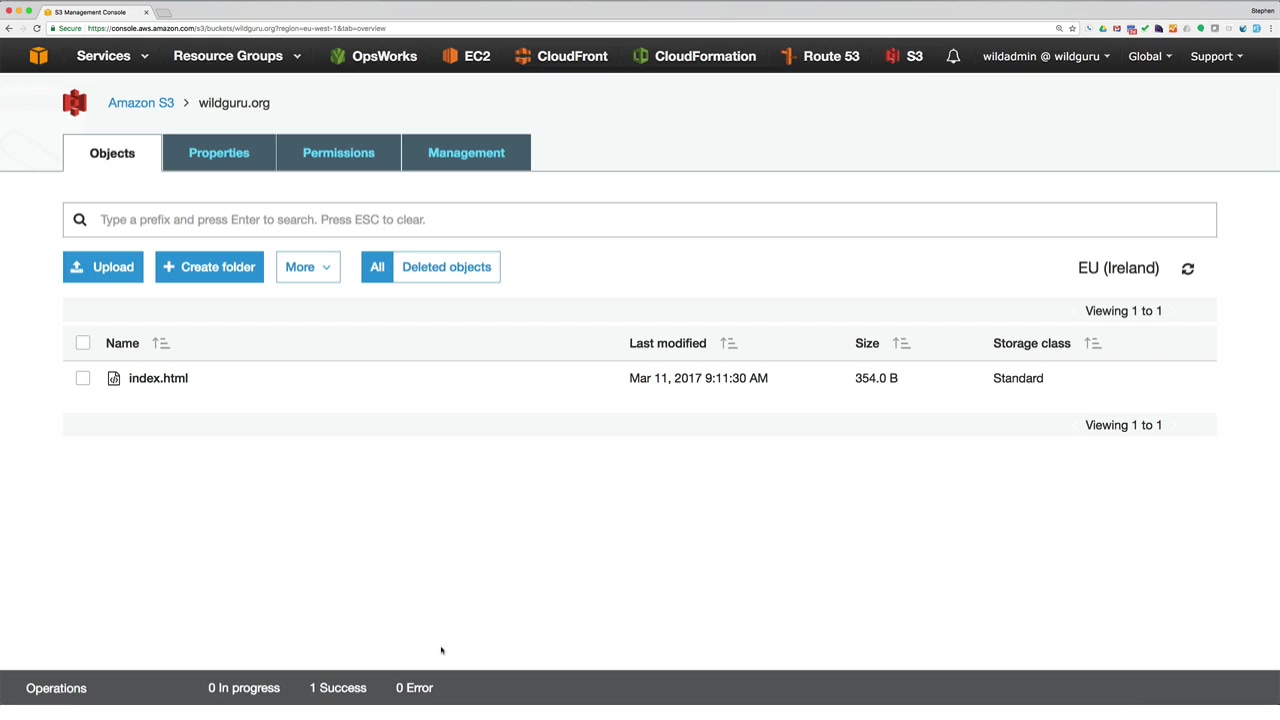 S3 Management Console
Stephen
Secure https://console.aws.amazon.com/s3/buckets/wildguru.org?region=eu-west-1&tab=overview
Services Resource Groups OpsWorks EC2 CloudFront CloudFormation Route 53 S3 wildadmin @ wildguru Global Support
Amazon S3 > wildguru.org
Objects Properties Permissions Management
Type a prefix and press Enter to search. Press ESC to clear.
Upload + Create folder More All Deleted objects EU (Ireland)
Viewing 1 to 1
Name Last modified Size Storage class
index.html Mar 11, 2017 9:11:30 AM 354.0 B Standard
Viewing 1 to 1
Operations 0 In progress 1 Success 0 Error